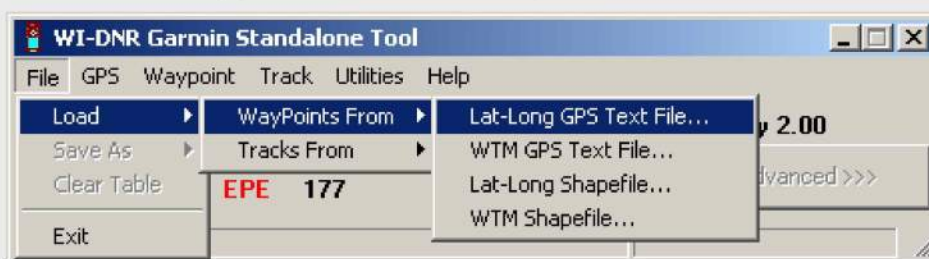 WI-DNR Garmin Standalone Tool
File GPS Waypoint Track Utilities Help
Load
Save As
Clear Table
Exit
WayPoints From
Tracks From
Lat-Long GPS Text File...
WTM GPS Text File...
Lat-Long Shapefile...
WTM Shapefile...
2.00
EPE 177
>>>